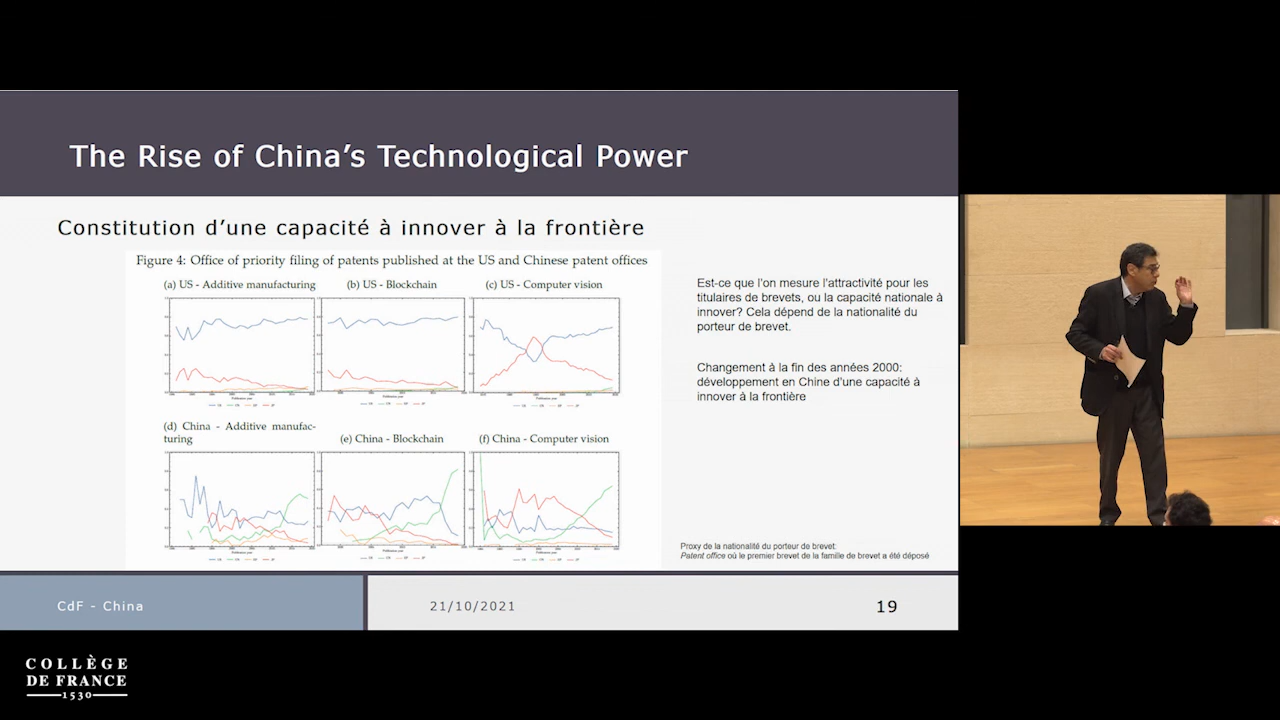 The Rise of China's Technological Power
Constitution d'une capacité à innover à la frontière
Figure 4: Office of priority filing of patents published at the US and Chinese patent offices
(a) US - Additive manufacturing
(b) US - Blockchain
(c) US - Computer vision
(d) China - Additive manufac-
turing
(e) China - Blockchain
(f) China - Computer vision
Est-ce que l'on mesure l'attractivité pour les
titulaires de brevets, ou la capacité nationale à
innover? Cela dépend de la nationalité du
porteur de brevet.
Changement à la fin des années 2000:
développement en Chine d'une capacité à
innover à la frontière
Proxy de la nationalité du porteur de brevet:
Patent office où le premier brevet de la famille de brevet a été déposé
CdF - China
21/10/2021
19
COLLÈGE
DE FRANCE
1530